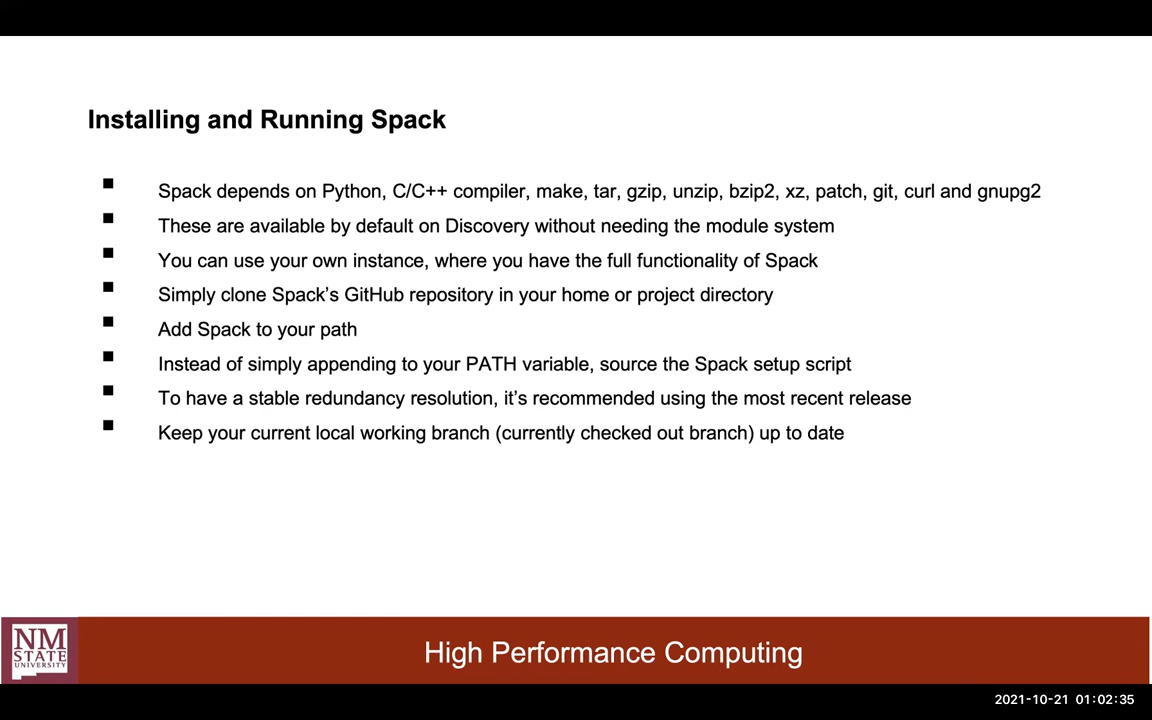 Installing and Running Spack
Spack depends on Python, C/C++ compiler, make, tar, gzip, unzip, bzip2, xz, patch, git, curl and gnupg2
These are available by default on Discovery without needing the module system
You can use your own instance, where you have the full functionality of Spack
Simply clone Spack’s GitHub repository in your home or project directory
Add Spack to your path
Instead of simply appending to your PATH variable, source the Spack setup script
To have a stable redundancy resolution, it’s recommended using the most recent release
Keep your current local working branch (currently checked out branch) up to date
NM
STATE
UNIVERSITY
High Performance Computing
2021-10-21 01:02:35